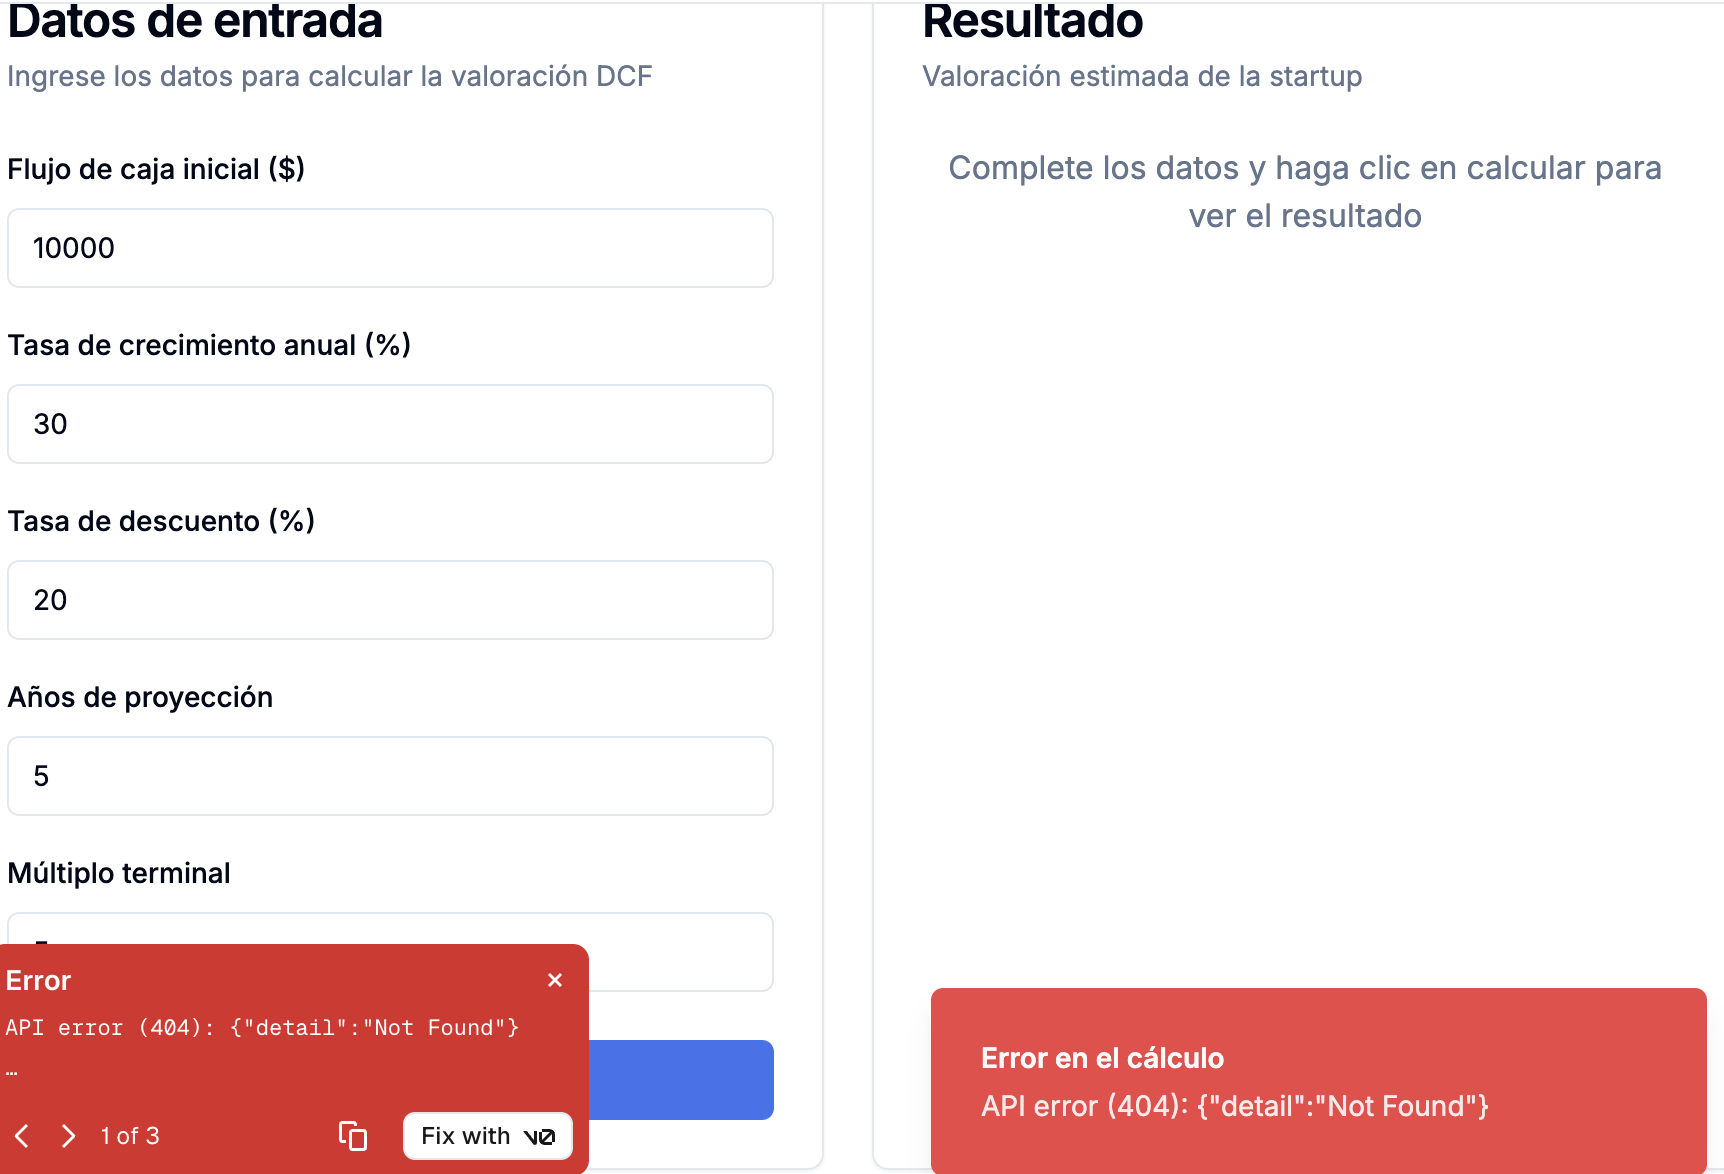 Datos de entrada
Ingrese los datos para calcular la valoración DCF
Flujo de caja inicial ($)
10000
Tasa de crecimiento anual (%)
30
Tasa de descuento (%)
20
Años de proyección
5
Múltiplo terminal
Error
API error (404): {"detail":"Not Found"}
…
1 of 3
Fix with v0
Resultado
Valoración estimada de la startup
Complete los datos y haga clic en calcular para
ver el resultado
Error en el cálculo
API error (404): {"detail":"Not Found"}